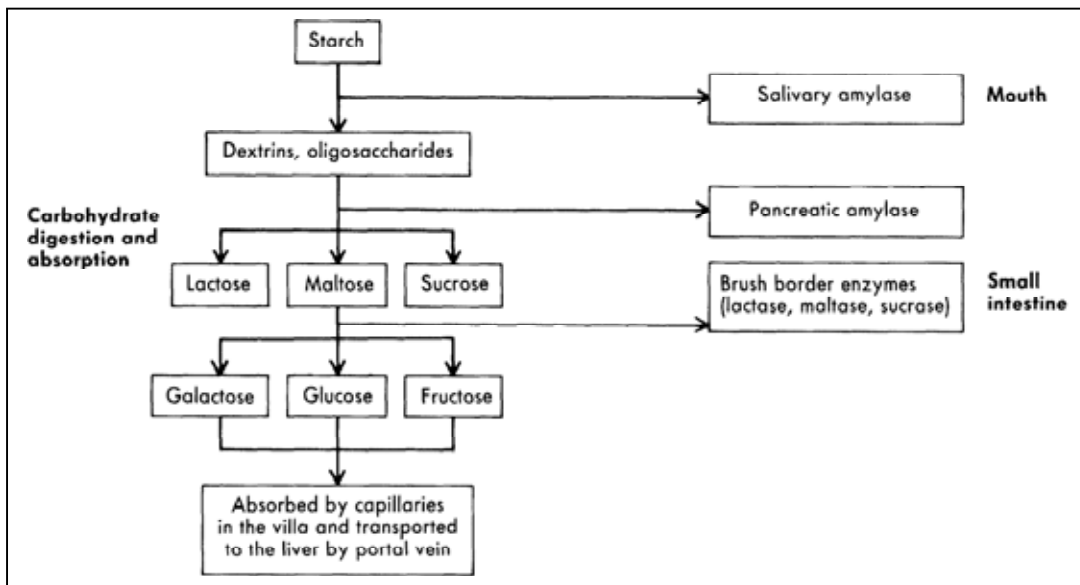 Starch
Salivary amylase
Mouth
Dextrins, oligosaccharides
Carbohydrate
digestion and
absorption
Pancreatic amylase
Lactose
Maltose
Sucrose
Brush border enzymes
(lactase, maltase, sucrase)
Small
intestine
Galactose
Glucose
Fructose
Absorbed by capillaries
in the villa and transported
to the liver by portal vein